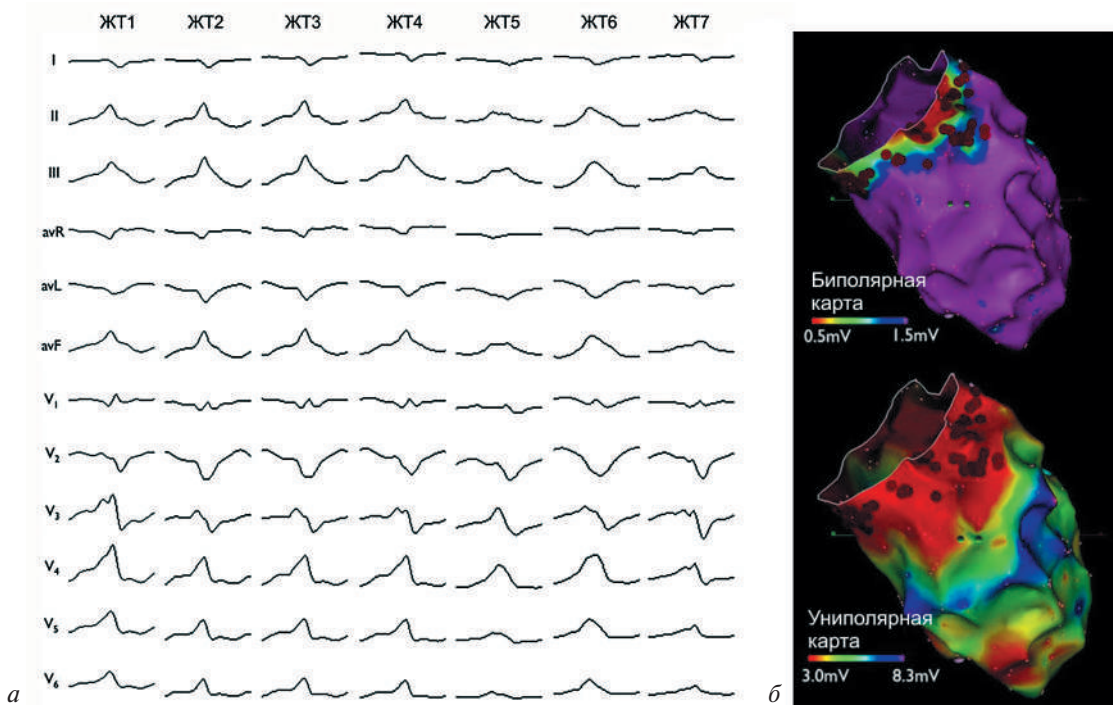 ЖТ1 ЖТ2 ЖТ3 ЖТ4 ЖТ5 ЖТ6 ЖТ7
I
II
III
avR
avL
avF
V1
V2
V3
V4
V5
V6
а
Биполярная
карта
0.5mV 1.5mV
Униполярная
карта
3.0mV 8.3mV
б